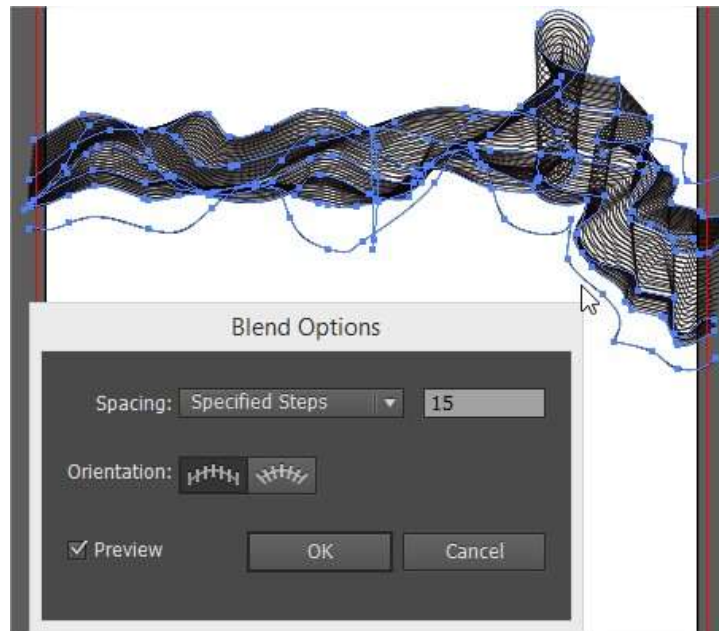 Blend Options
Spacing: Specified Steps 15
Orientation:
Preview OK Cancel